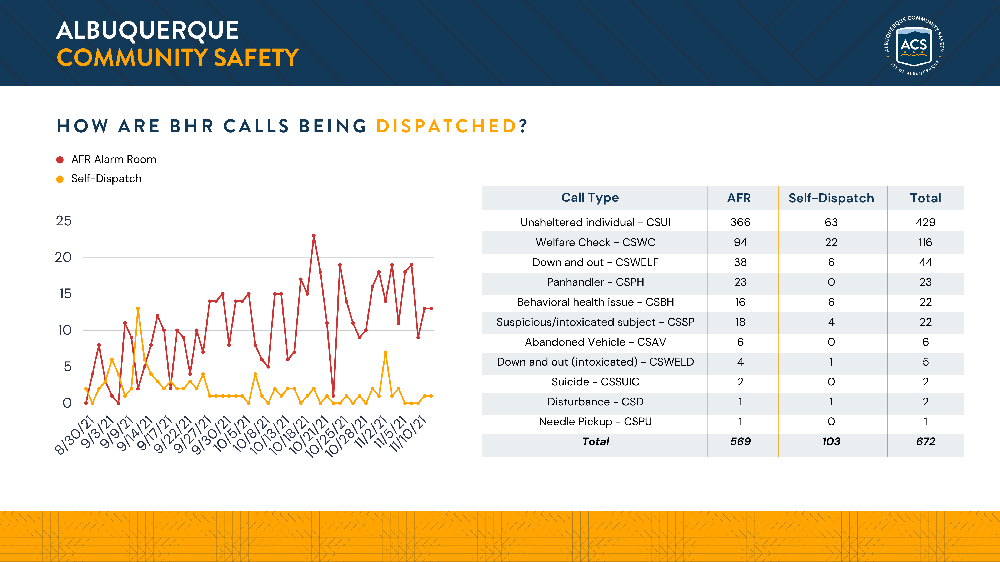 ALBUQUERQUE
COMMUNITY SAFETY
ALBUQUERQUE COMMUNITY SAFETY
ACS
CITY OF ALBUQUERQUE
HOW ARE BHR CALLS BEING DISPATCHED?
AFR Alarm Room
Self-Dispatch
25
20
15
10
5
0
8/30/21
9/3/21
9/9/21
9/14/21
9/17/21
9/22/21
9/27/21
9/30/21
10/5/21
10/8/21
10/13/21
10/18/21
10/21/21
10/25/21
10/28/21
11/2/21
11/5/21
11/10/21
Call Type AFR Self-Dispatch Total
Unsheltered individual - CSUI 366 63 429
Welfare Check - CSWC 94 22 116
Down and out - CSWELF 38 6 44
Panhandler - CSPH 23 0 23
Behavioral health issue - CSBH 16 6 22
Suspicious/intoxicated subject - CSSP 18 4 22
Abandoned Vehicle - CSAV 6 0 6
Down and out (intoxicated) - CSWELD 4 1 5
Suicide - CSSUIC 2 0 2
Disturbance - CSD 1 1 2
Needle Pickup - CSPU 1 0 1
Total 569 103 672